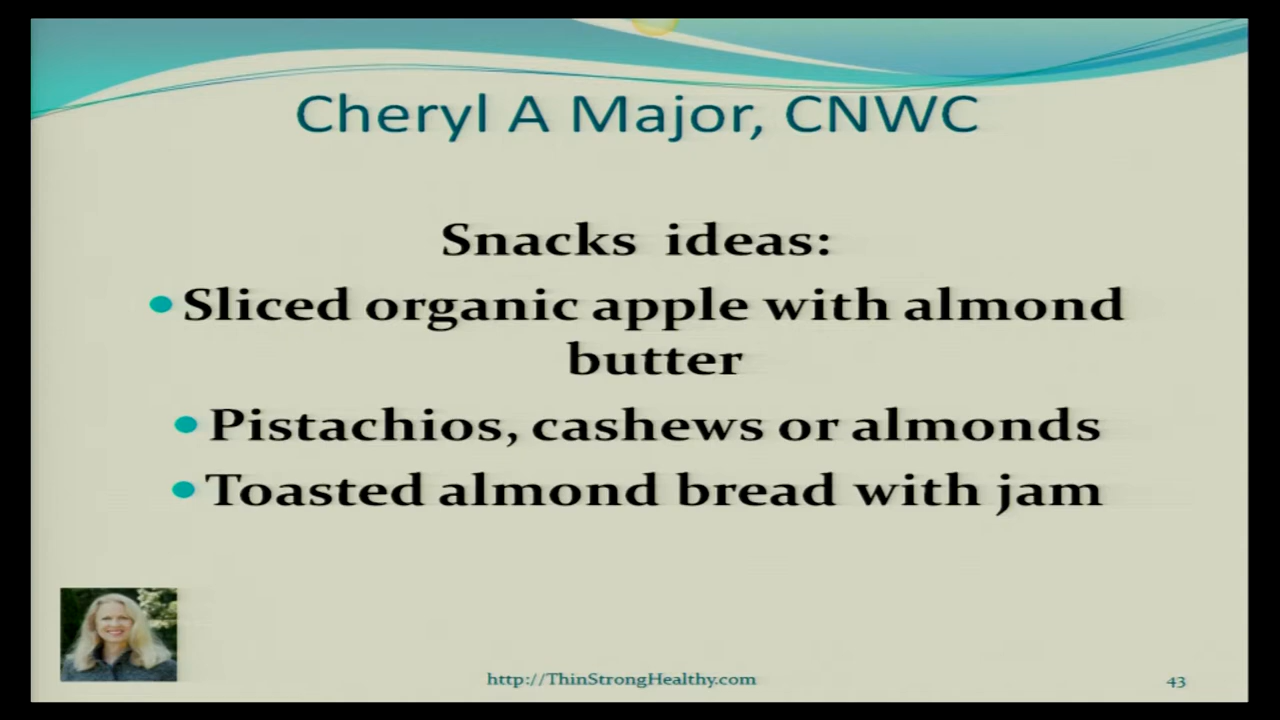 Cheryl A Major, CNWC
Snacks ideas:
• Sliced organic apple with almond
butter
• Pistachios, cashews or almonds
• Toasted almond bread with jam
http://ThinStrongHealthy.com
43